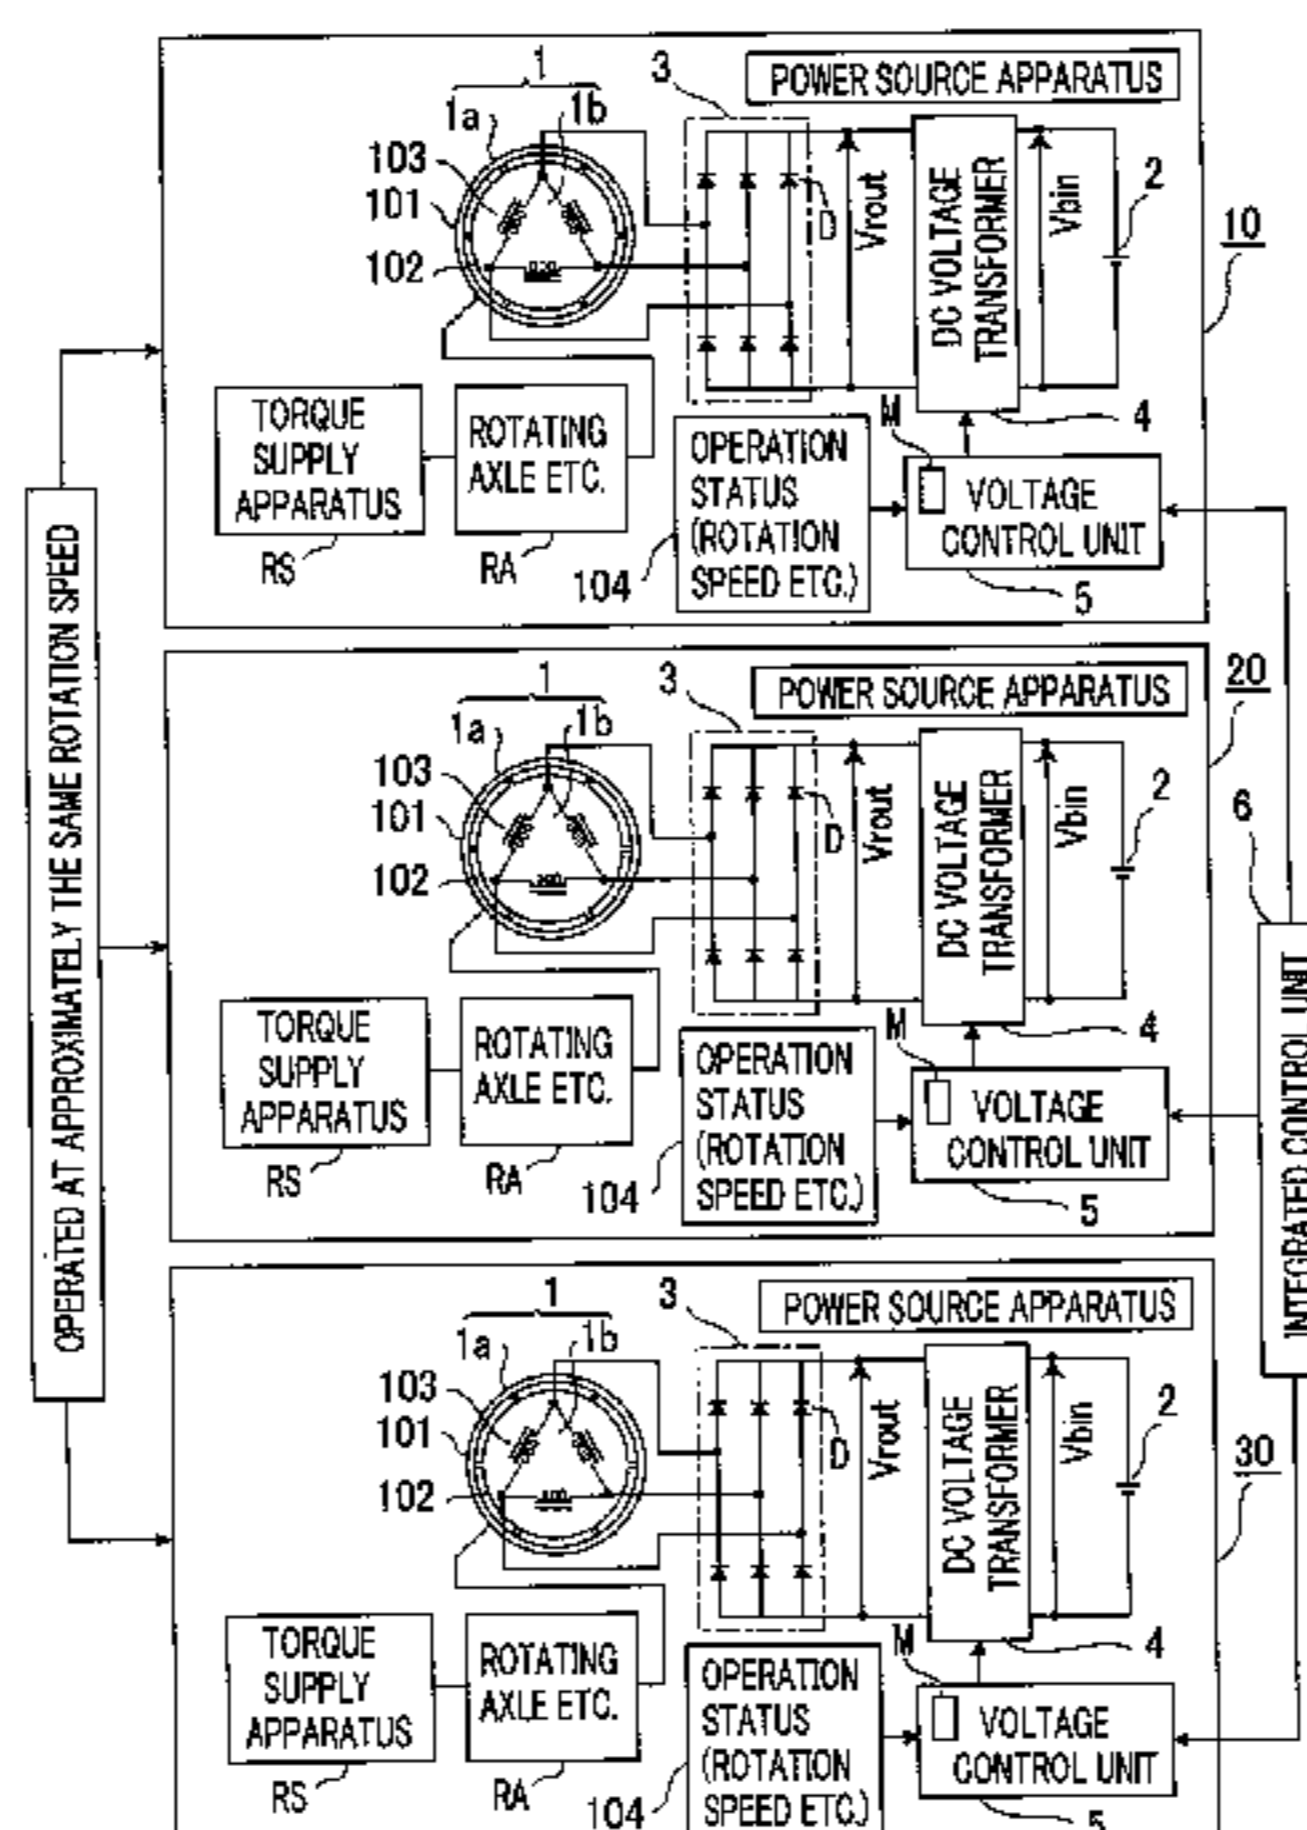 OPERATED AT APPROXIMATELY THE SAME ROTATION SPEED
POWER SOURCE APPARATUS
1
3
1a
1b
103
101
102
D
Vrout
DC VOLTAGE
TRANSFORMER
Vbin
2
10
TORQUE
SUPPLY
APPARATUS
RS
ROTATING
AXLE ETC.
RA
OPERATION
STATUS
(ROTATION
SPEED ETC.)
104
M
4
VOLTAGE
CONTROL UNIT
5
POWER SOURCE APPARATUS
1
3
1a
1b
103
101
102
D
Vrout
DC VOLTAGE
TRANSFORMER
Vbin
2
20
TORQUE
SUPPLY
APPARATUS
RS
ROTATING
AXLE ETC.
RA
OPERATION
STATUS
(ROTATION
SPEED ETC.)
104
M
4
VOLTAGE
CONTROL UNIT
5
6
INTEGRATED CONTROL UNIT
POWER SOURCE APPARATUS
1
3
1a
1b
103
101
102
D
Vrout
DC VOLTAGE
TRANSFORMER
Vbin
2
30
TORQUE
SUPPLY
APPARATUS
RS
ROTATING
AXLE ETC.
RA
OPERATION
STATUS
(ROTATION
SPEED ETC.)
104
M
4
VOLTAGE
CONTROL UNIT
5